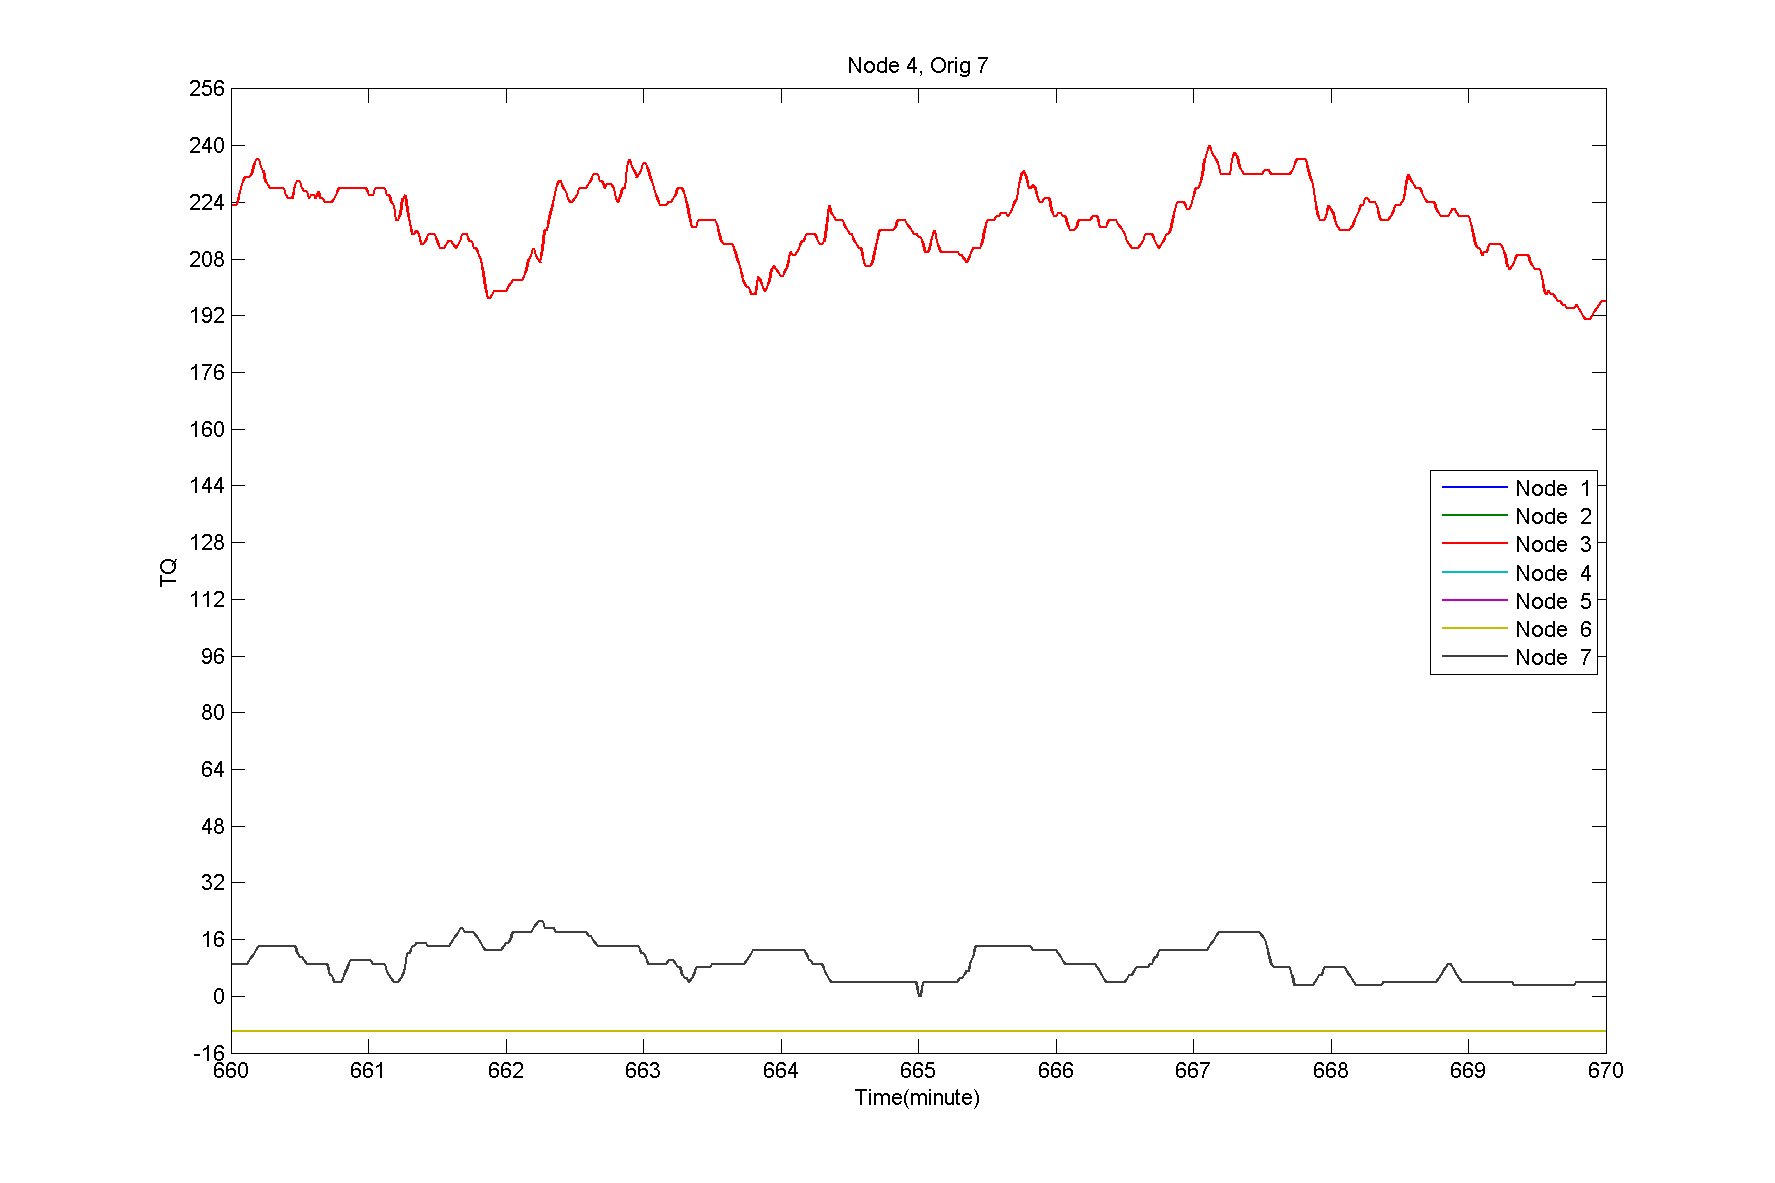 Node 4, Orig 7
256
240
224
208
192
176
160
144
128
112
96
80
64
48
32
16
0
-16
TQ
Node 1
Node 2
Node 3
Node 4
Node 5
Node 6
Node 7
660 661 662 663 664 665 666 667 668 669 670
Time(minute)